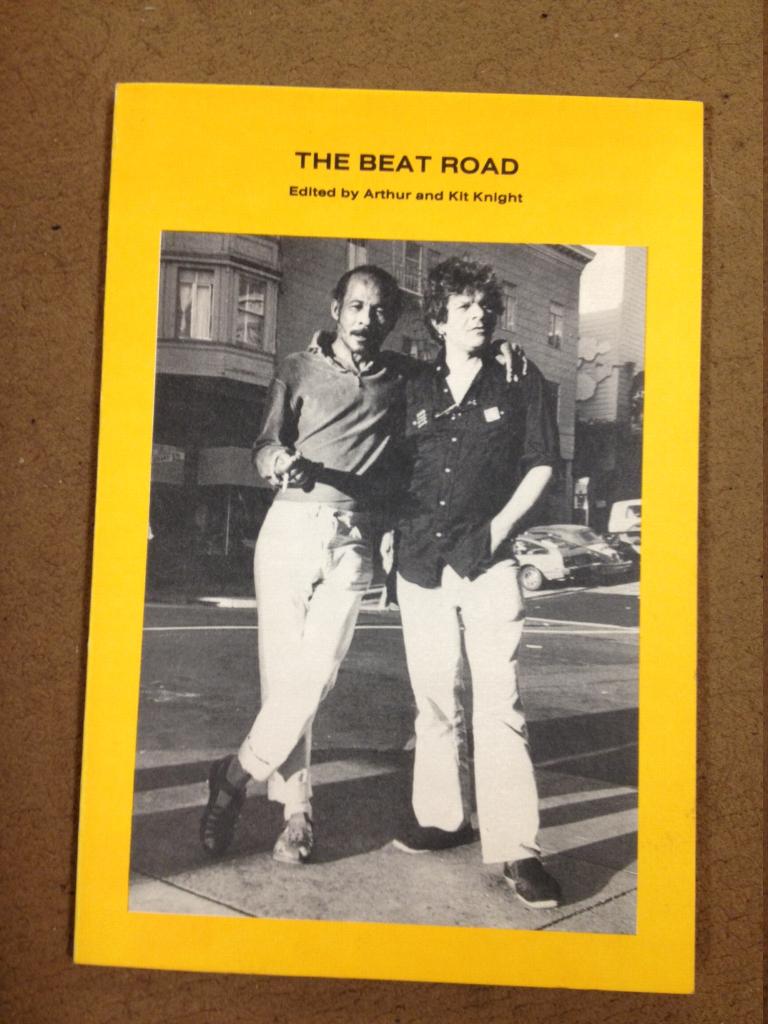 THE BEAT ROAD
Edited by Arthur and Kit Knight